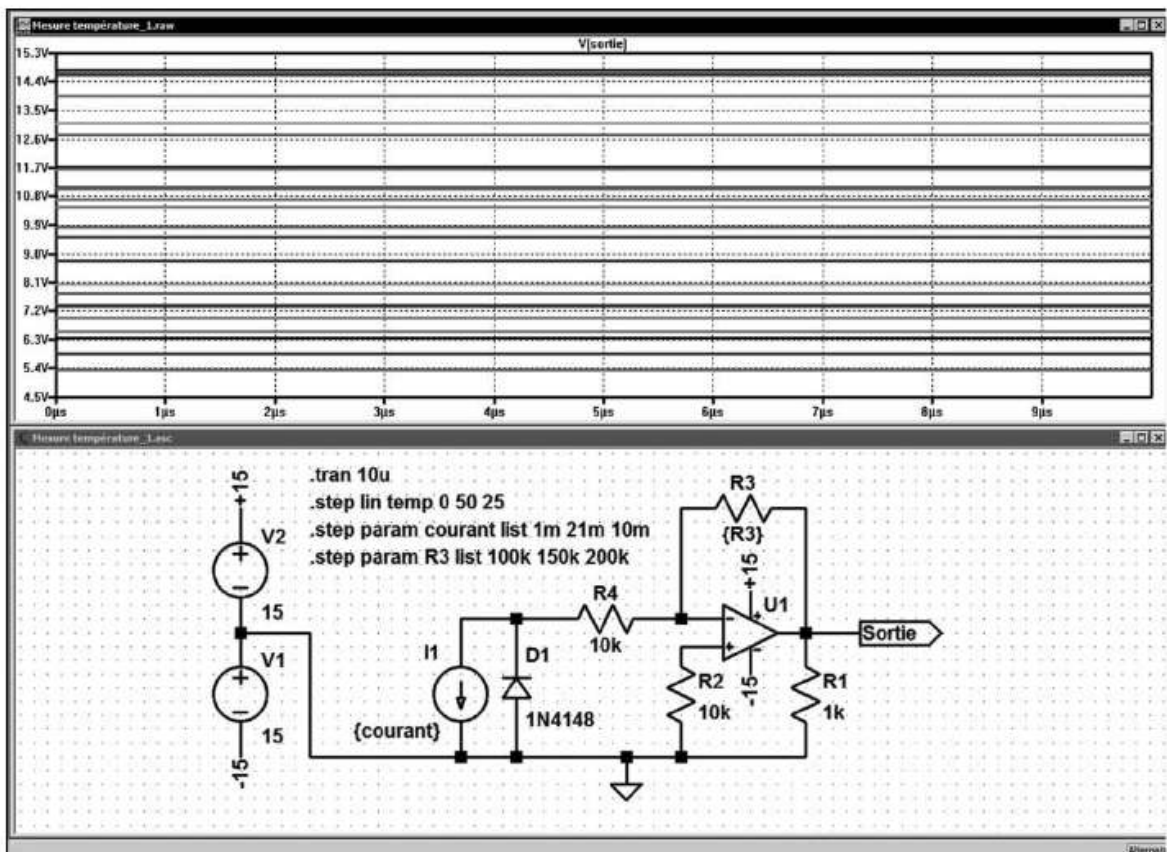 Mesure température_1.raw
V(sortie)
15.3V
14.4V
13.5V
12.6V
11.7V
10.8V
9.9V
9.0V
8.1V
7.2V
6.3V
5.4V
4.5V
0µs 1µs 2µs 3µs 4µs 5µs 6µs 7µs 8µs 9µs
Mesure température_1.asc
.tran 10u
.step lin temp 0 50 25
.step param courant list 1m 21m 10m
.step param R3 list 100k 150k 200k
+15
V2
15
V1
15
-15
I1
{courant}
D1
1N4148
R4
10k
R3
{R3}
+15
U1
-15
R2
10k
R1
1k
Sortie